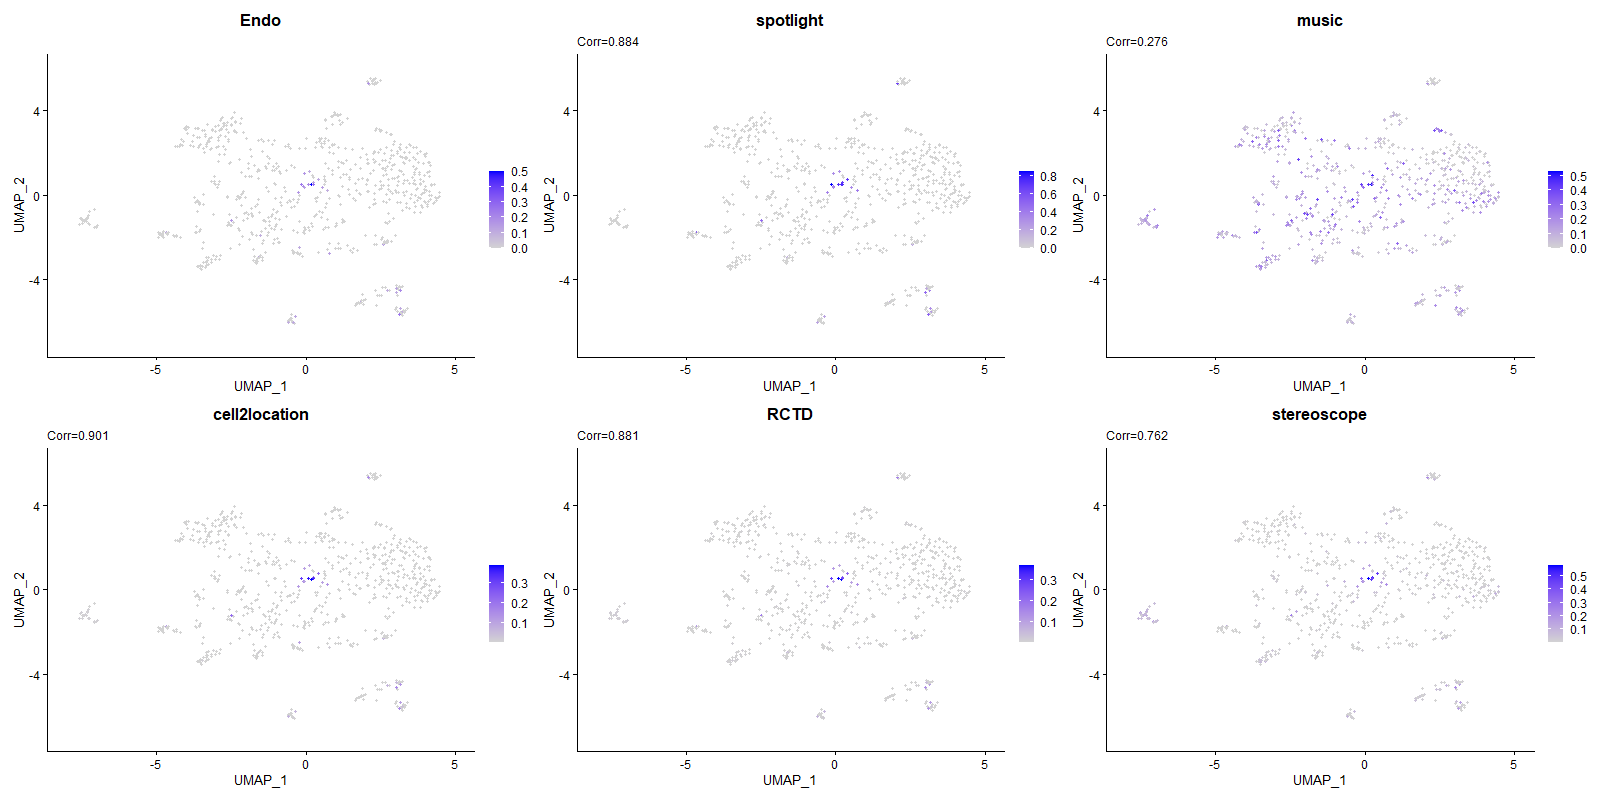 Endo
4
0
-4
UMAP_2
-5
0
5
UMAP_1
0.5
0.4
0.3
0.2
0.1
0.0
spotlight
Corr=0.884
4
0
-4
UMAP_2
-5
0
5
UMAP_1
0.8
0.6
0.4
0.2
0.0
music
Corr=0.276
4
0
-4
UMAP_2
-5
0
5
UMAP_1
0.5
0.4
0.3
0.2
0.1
0.0
cell2location
Corr=0.901
4
0
-4
UMAP_2
-5
0
5
UMAP_1
0.3
0.2
0.1
RCTD
Corr=0.881
4
0
-4
UMAP_2
-5
0
5
UMAP_1
0.3
0.2
0.1
stereoscope
Corr=0.762
4
0
-4
UMAP_2
-5
0
5
UMAP_1
0.5
0.4
0.3
0.2
0.1